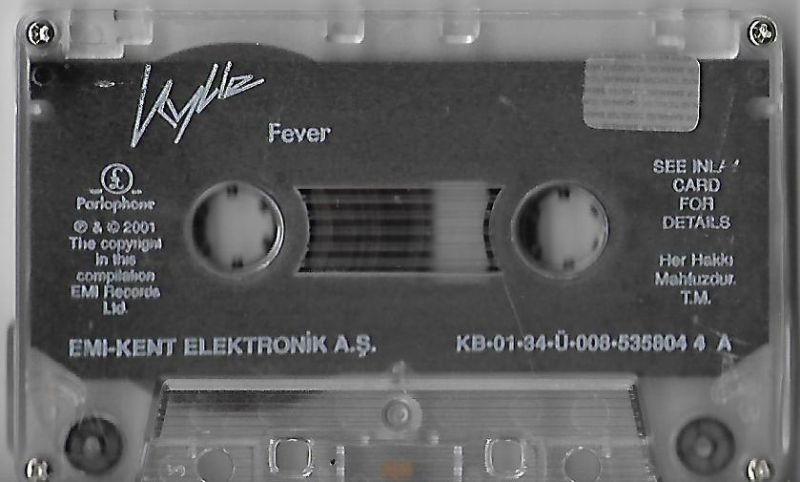 Kylie
Fever
£
Parlophone
℗ & © 2001
The copyright
in this
compilation
EMI Records
Ltd.
SEE INLAY
CARD
FOR
DETAILS
Her Hakkı
Mahfuzdur.
T.M.
EMI-KENT ELEKTRONİK A.Ş.
KB•01•34•Ü•008•535804 4 A